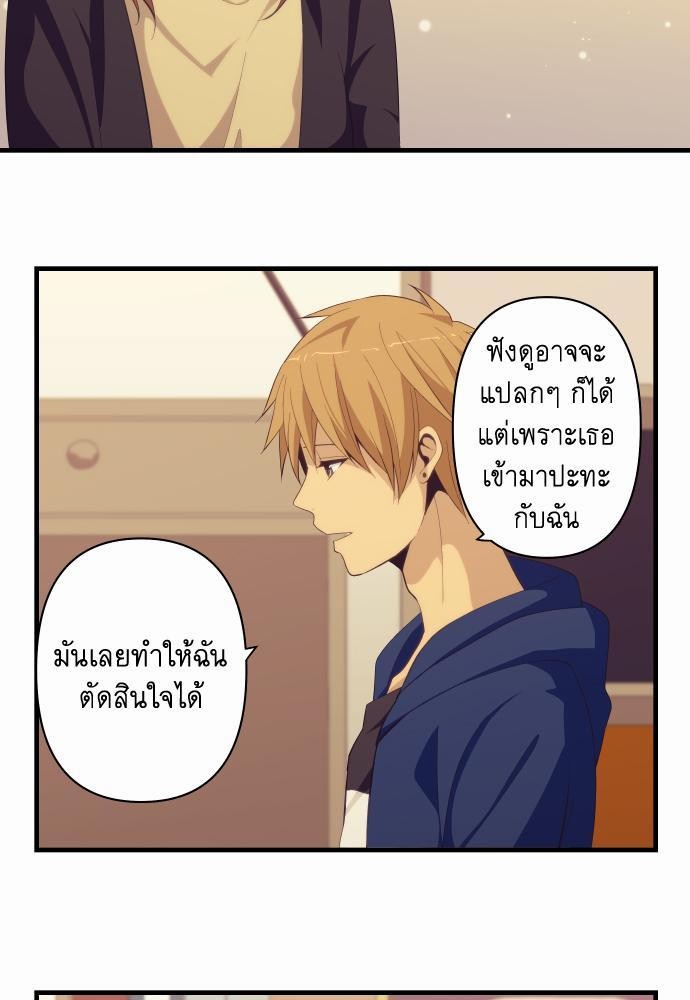 ฟังดูอาจจะ
แปลกๆ ก็ได้
แต่เพราะเธอ
เข้ามาปะทะ
กับฉัน
มันเลยทำให้ฉัน
ตัดสินใจได้